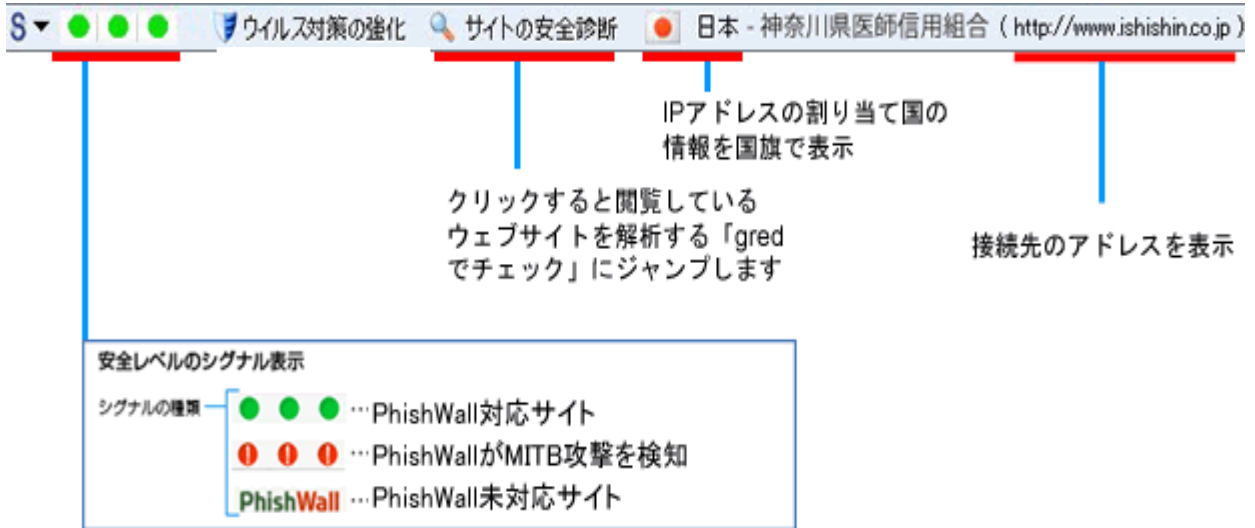 S▼ ウイルス対策の強化 サイトの安全診断 日本 - 神奈川県医師信用組合 ( http://www.ishishin.co.jp )
IPアドレスの割り当て国の
情報を国旗で表示
クリックすると閲覧している
ウェブサイトを解析する「gred
でチェック」にジャンプします
接続先のアドレスを表示
安全レベルのシグナル表示
シグナルの種類
…PhishWall対応サイト
…PhishWallがMITB攻撃を検知
PhishWall …PhishWall未対応サイト